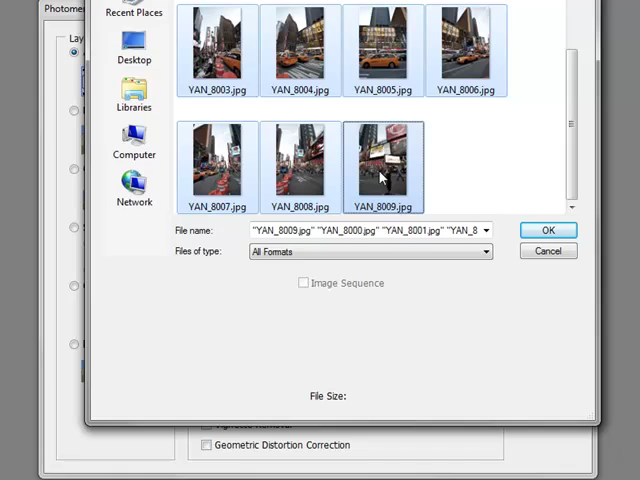 Photome
Lay
Recent Places
Desktop
Libraries
Computer
Network
YAN_8003.jpg YAN_8004.jpg YAN_8005.jpg YAN_8006.jpg
YAN_8007.jpg YAN_8008.jpg YAN_8009.jpg
File name: "YAN_8009.jpg" "YAN_8000.jpg" "YAN_8001.jpg" "YAN_8 OK
Files of type: All Formats Cancel
Image Sequence
File Size:
Geometric Distortion Correction